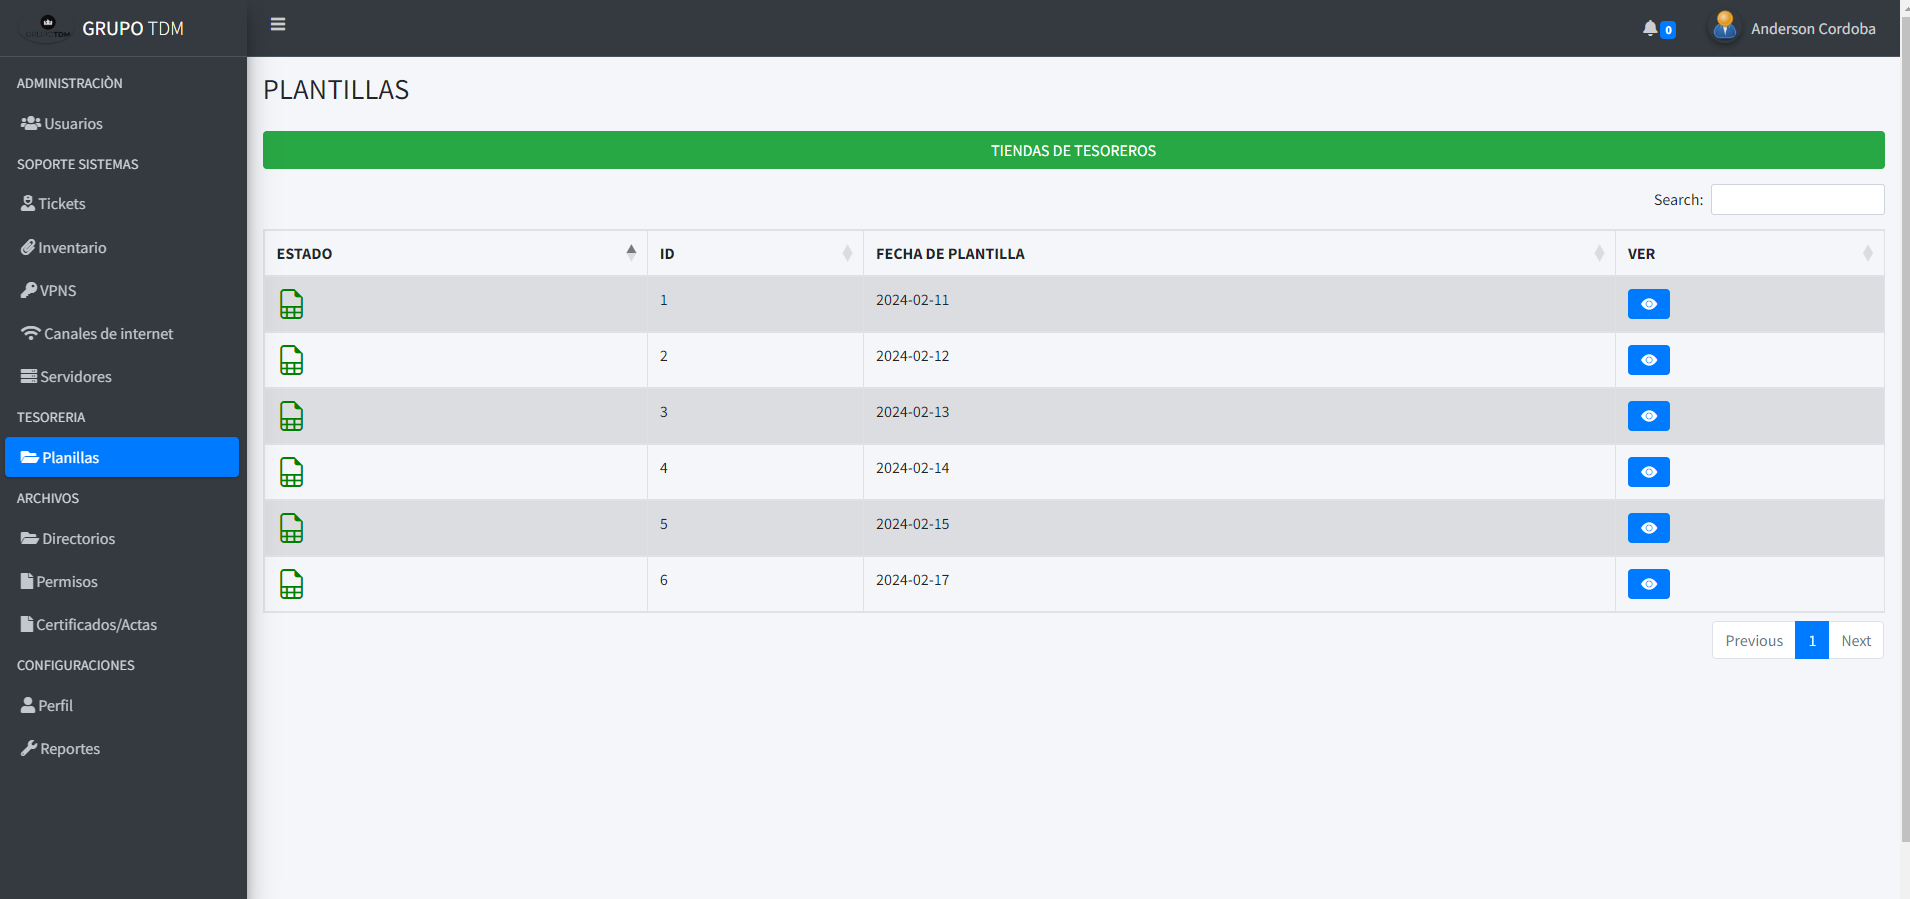 GRUPO TDM
Anderson Cordoba
0
ADMINISTRACIÒN
Usuarios
SOPORTE SISTEMAS
Tickets
Inventario
VPNS
Canales de internet
Servidores
TESORERIA
Planillas
ARCHIVOS
Directorios
Permisos
Certificados/Actas
CONFIGURACIONES
Perfil
Reportes
PLANTILLAS
TIENDAS DE TESOREROS
Search:
ESTADO ID FECHA DE PLANTILLA VER
1 2024-02-11
2 2024-02-12
3 2024-02-13
4 2024-02-14
5 2024-02-15
6 2024-02-17
Previous 1 Next